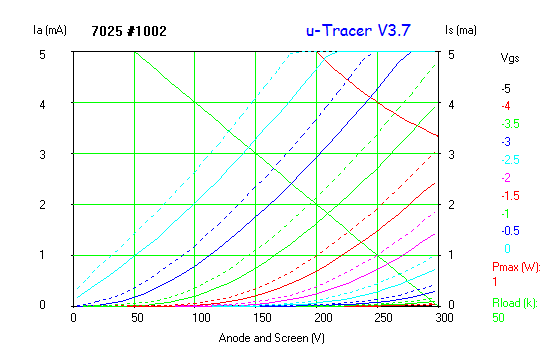 Ia (mA) 7025 #1002 u-Tracer V3.7 Is (ma)
Vgs
5 5
-5
4 -4 4
-3.5
3 -3 3
-2.5
2 -2 2
-1.5
1 -1 1
-0.5
0 0
Pmax (W):
1
0 0
Rload (k):
50
0 50 100 150 200 250 300
Anode and Screen (V)